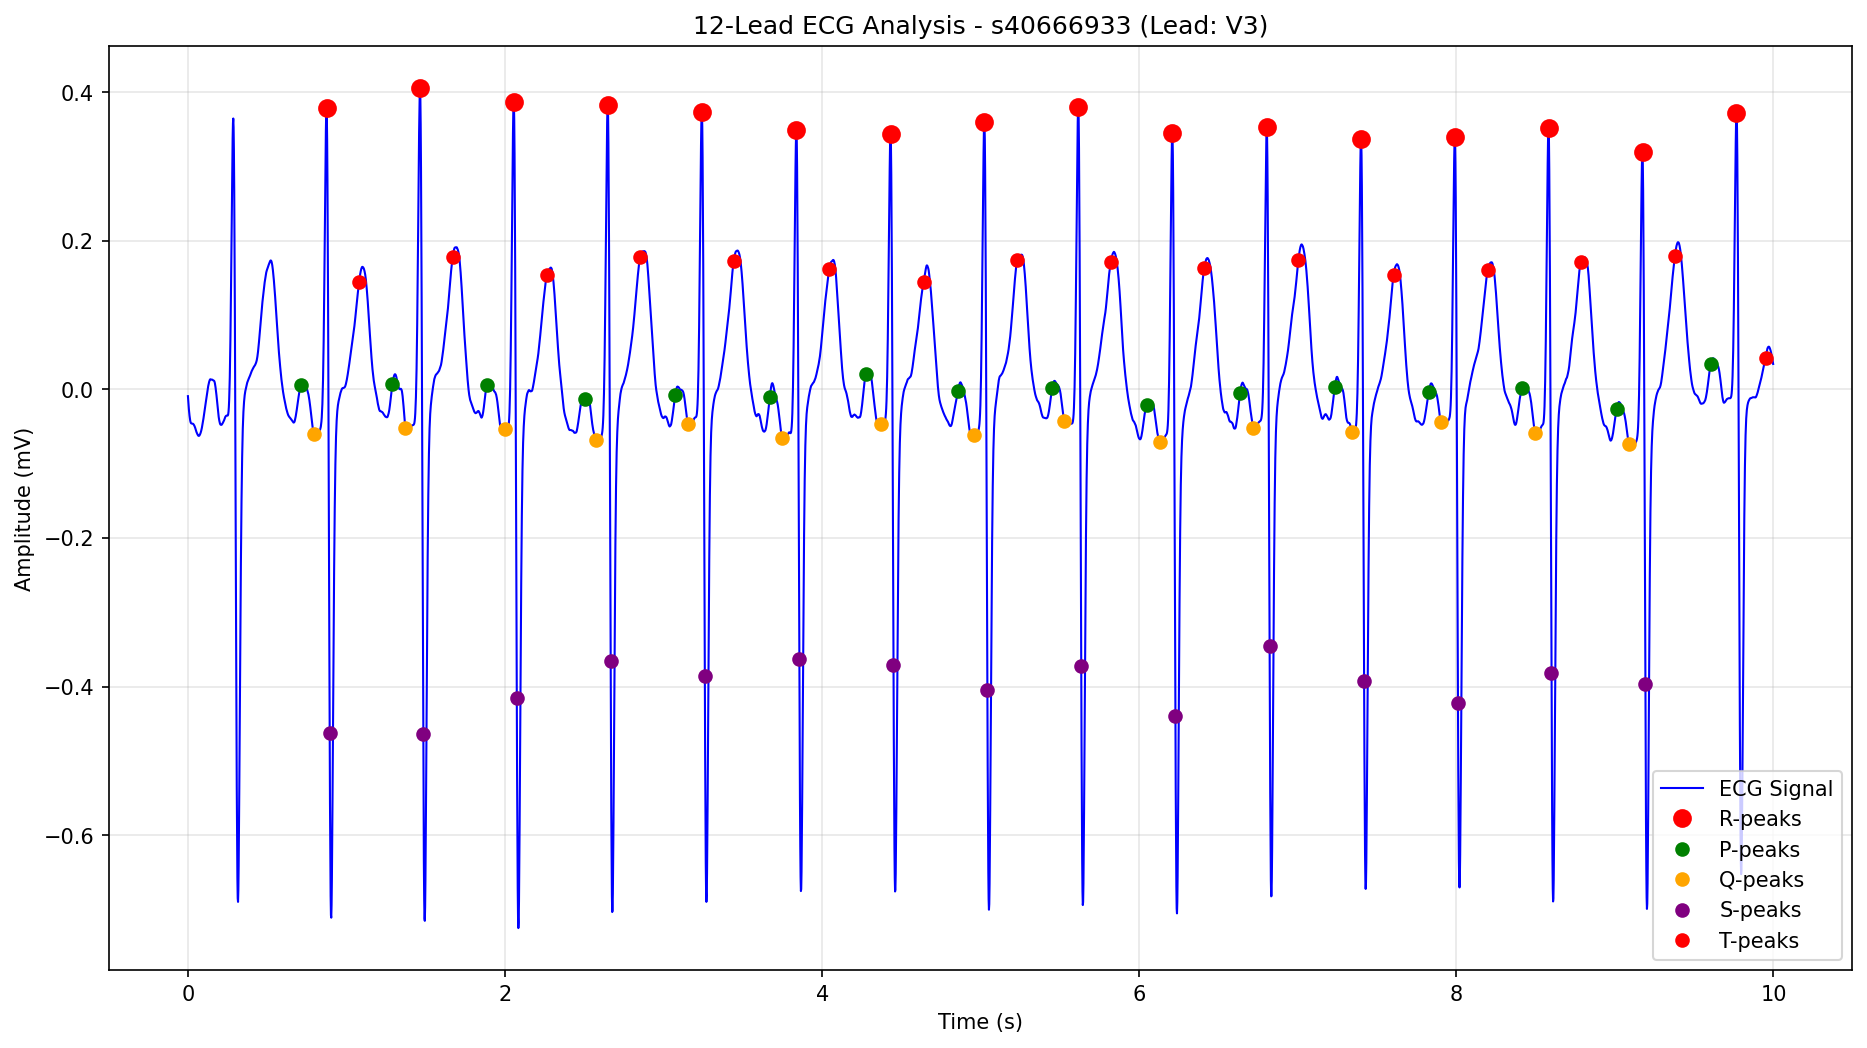 12-Lead ECG Analysis - s40666933 (Lead: V3)
0.4
0.2
0.0
−0.2
−0.4
−0.6
Amplitude (mV)
0 2 4 6 8 10
Time (s)
ECG Signal
R-peaks
P-peaks
Q-peaks
S-peaks
T-peaks